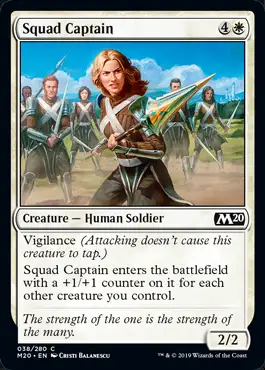 Squad Captain 4
Creature — Human Soldier M20
Vigilance (Attacking doesn't cause this
creature to tap.)
Squad Captain enters the battlefield
with a +1/+1 counter on it for each
other creature you control.
The strength of the one is the strength of
the many.
2/2
038/280 C
M20 • EN CRISTI BALANESCU
™ & © 2019 Wizards of the Coast